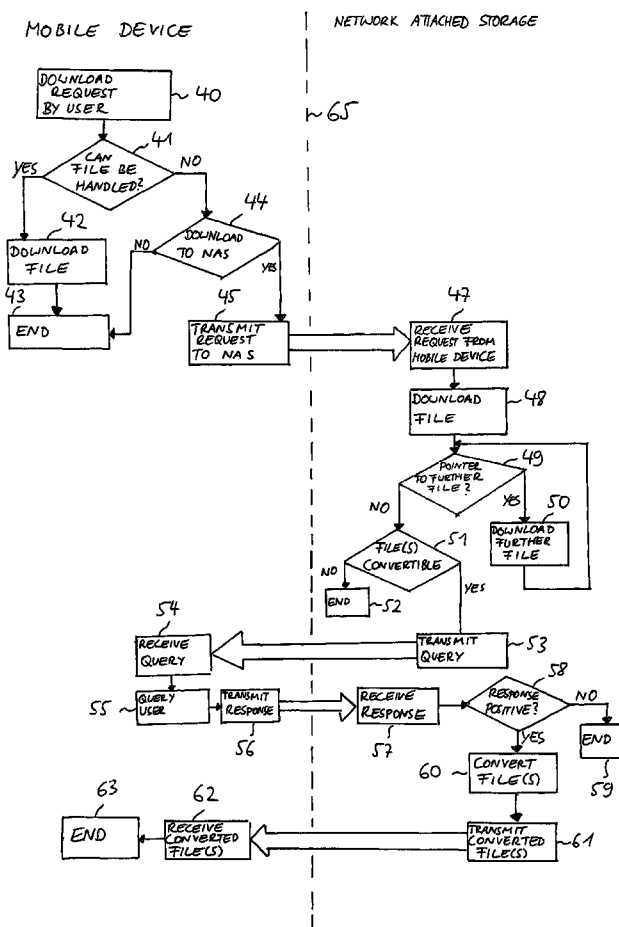 MOBILE DEVICE
NETWORK ATTACHED STORAGE
DOWNLOAD
REQUEST
BY USER
40
65
41
CAN
FILE BE
HANDLED?
YES
NO
42
DOWNLOAD
FILE
44
DOWNLOAD
TO NAS
NO
YES
43
END
45
TRANSMIT
REQUEST
TO NAS
47
RECEIVE
REQUEST FROM
MOBILE DEVICE
DOWNLOAD
FILE
48
49
POINTER
TO FURTHER
FILE?
NO
YES
50
DOWNLOAD
FURTHER
FILE
51
FILE(S)
CONVERTIBLE
NO
YES
END
52
54
RECEIVE
QUERY
TRANSMIT
QUERY
53
55
QUERY
USER
TRANSMIT
RESPONSE
56
RECEIVE
RESPONSE
57
58
RESPONSE
POSITIVE?
NO
YES
END
59
60
CONVERT
FILE(S)
63
END
62
RECEIVE
CONVERTED
FILE(S)
TRANSMIT
CONVERTED
FILE(S)
61